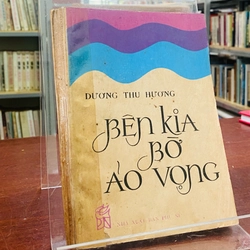 DƯƠNG THU HƯƠNG
BÊN KIA
BỜ
ẢO VỌNG